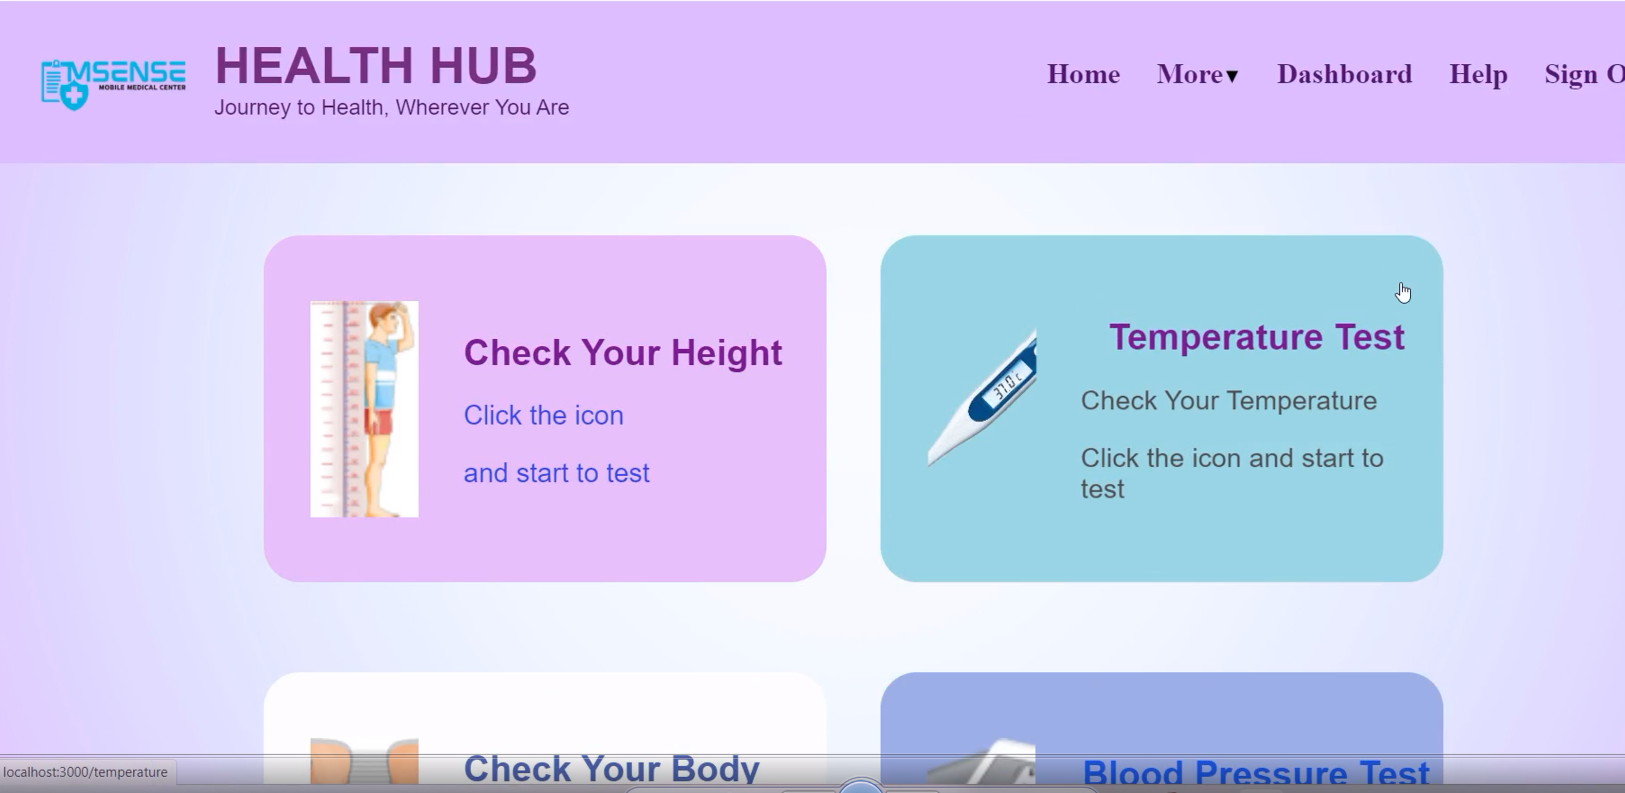 MSENSE
MOBILE MEDICAL CENTER
HEALTH HUB
Journey to Health, Wherever You Are
Home More▼ Dashboard Help Sign O
Check Your Height
Click the icon
and start to test
Temperature Test
Check Your Temperature
Click the icon and start to
test
37.0°c
Check Your Body
Blood Pressure Test
localhost:3000/temperature